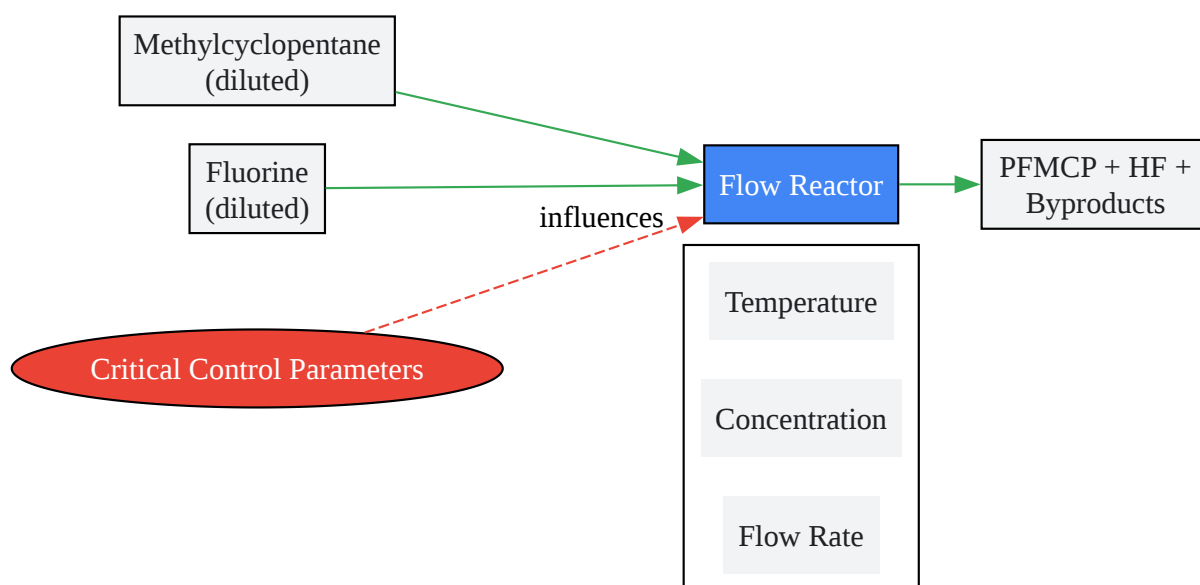 Methylcyclopentane
(diluted)
Fluorine
(diluted)
influences
Flow Reactor
PFMCP + HF +
Byproducts
Critical Control Parameters
Temperature
Concentration
Flow Rate